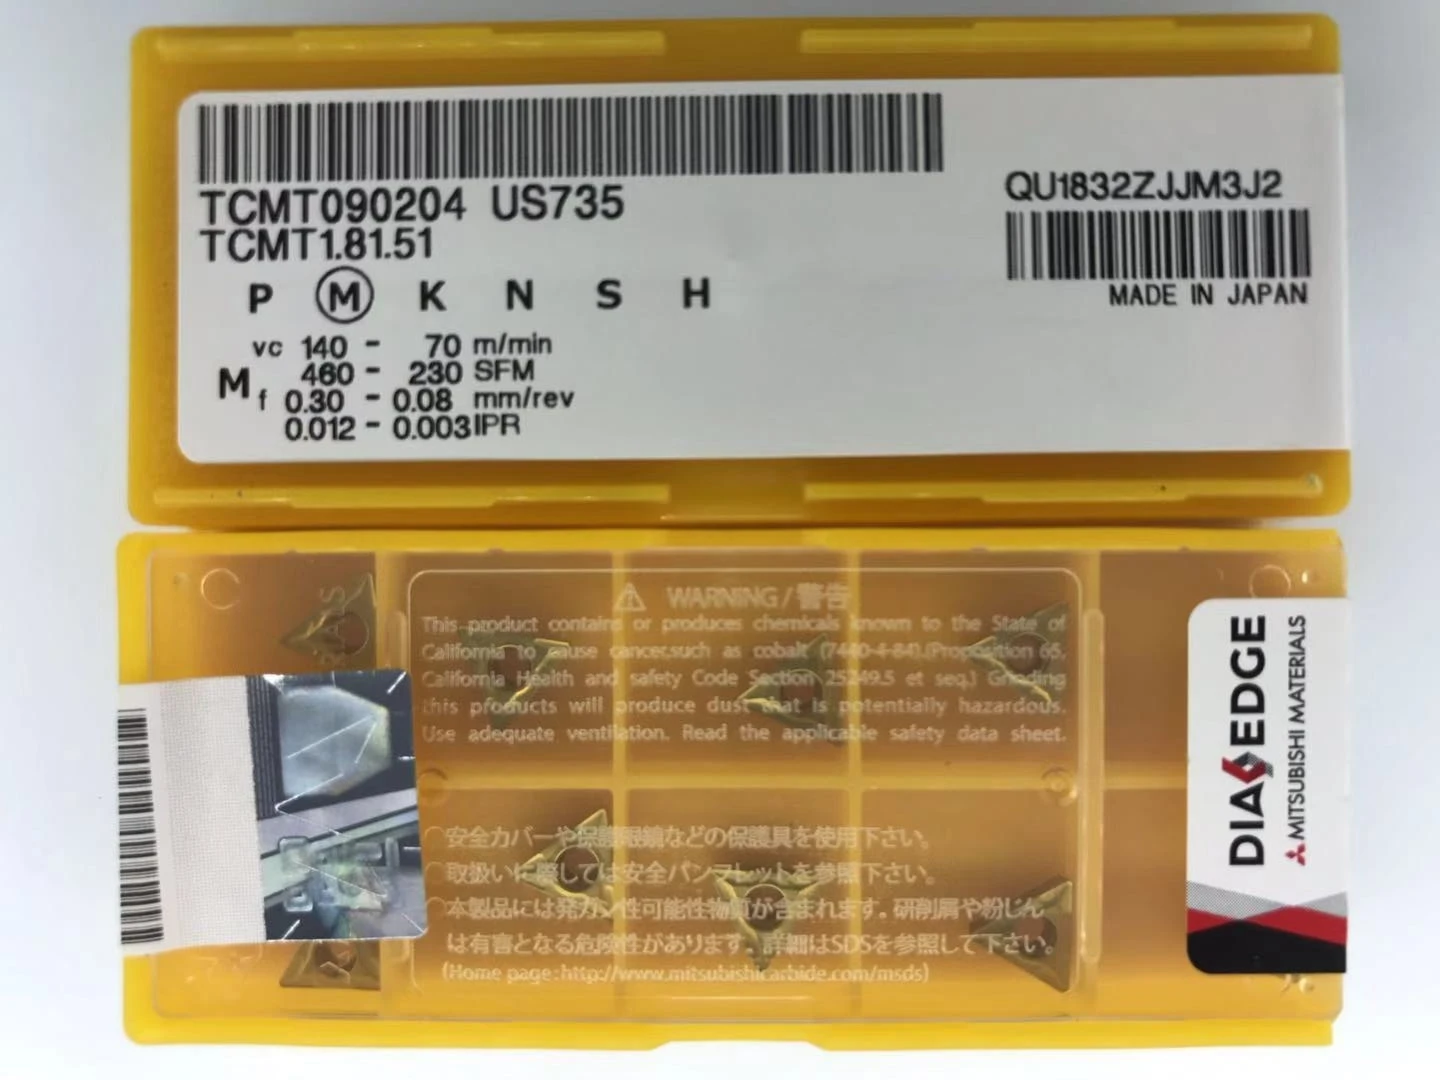 TCMT090204 US735
TCMT1.81.51
P M K N S H
vc 140 - 70 m/min
460 - 230 SFM
M
f 0.30 - 0.08 mm/rev
0.012 - 0.003 IPR
QU1832ZJJM3J2
MADE IN JAPAN
WARNING / 警告
This product contains or produces chemicals known to the State of
California to cause cancer,such as cobalt (7440-4-84).(Proposition 65,
California Health and safety Code Section 25249.5 et seq.) Grinding
this products will produce dust that is potentially hazardous.
Use adequate ventilation. Read the applicable safety data sheet.
○安全カバーや保護眼鏡などの保護具を使用下さい。
○取扱いに際しては安全パンフレットを参照下さい。
○本製品には発ガン性可能性物質が含まれます。研削屑や粉じん
は有害となる危険性があります。詳細はSDSを参照して下さい。
(Home page:http://www.mitsubishicarbide.com/msds)
DIAEDGE
MITSUBISHI MATERIALS